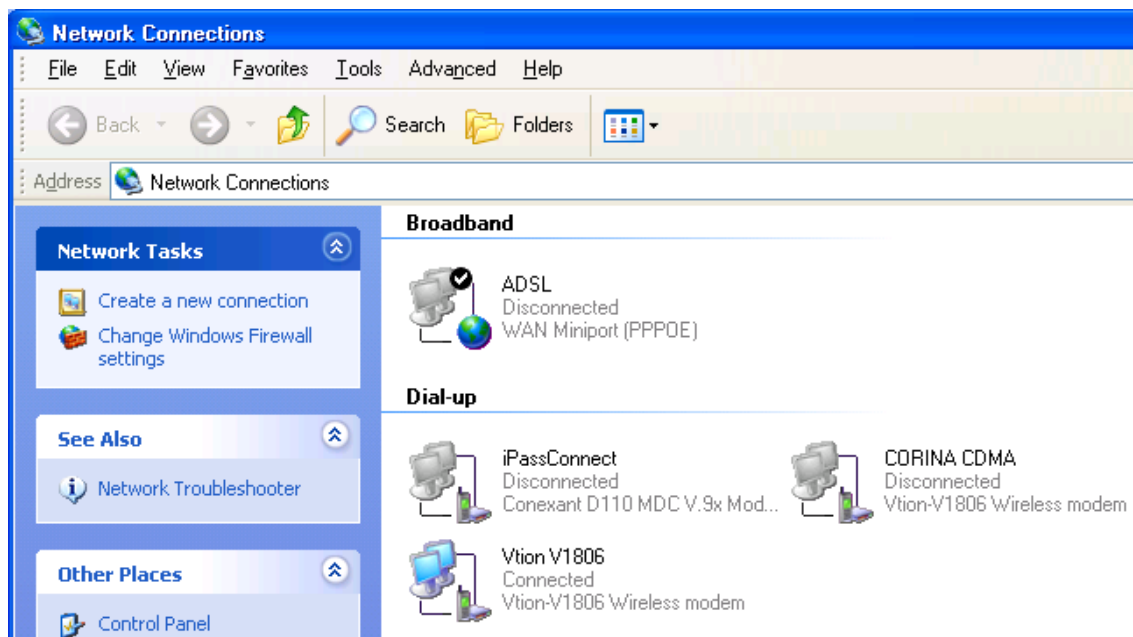 Network Connections
File Edit View Favorites Tools Advanced Help
Back Search Folders
Address Network Connections
Network Tasks
Create a new connection
Change Windows Firewall
settings
See Also
Network Troubleshooter
Other Places
Control Panel
Broadband
ADSL
Disconnected
WAN Miniport (PPPOE)
Dial-up
iPassConnect
Disconnected
Conexant D110 MDC V.9x Mod...
CORINA CDMA
Disconnected
Vtion-V1806 Wireless modem
Vtion V1806
Connected
Vtion-V1806 Wireless modem